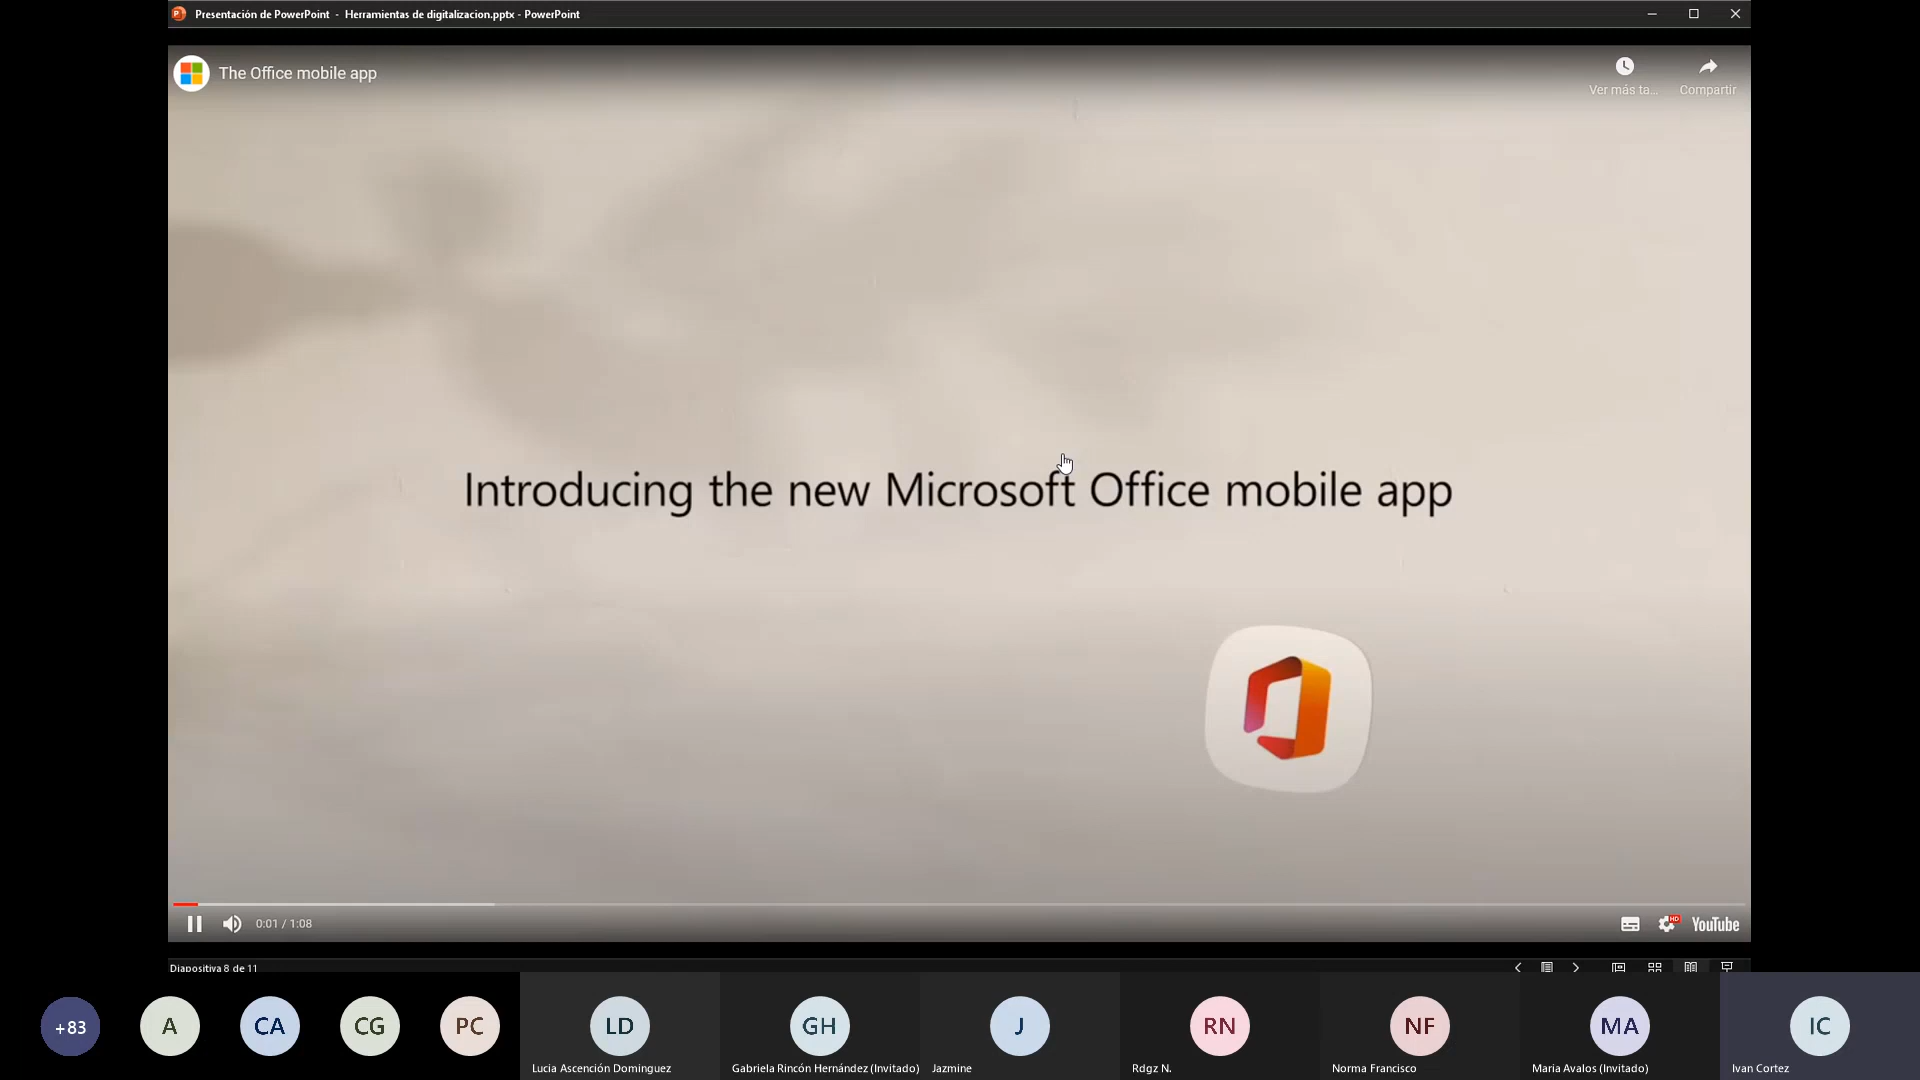 Presentación de PowerPoint - Herramientas de digitalizacion.pptx - PowerPoint
The Office mobile app
Ver más ta...
Compartir
Introducing the new Microsoft Office mobile app
0:01 / 1:08
HD
YouTube
Diapositiva 8 de 11
+83
A
CA
CG
PC
LD
GH
J
RN
NF
MA
IC
Lucia Ascención Dominguez
Gabriela Rincón Hernández (Invitado)
Jazmine
Rdgz N.
Norma Francisco
Maria Avalos (Invitado)
Ivan Cortez